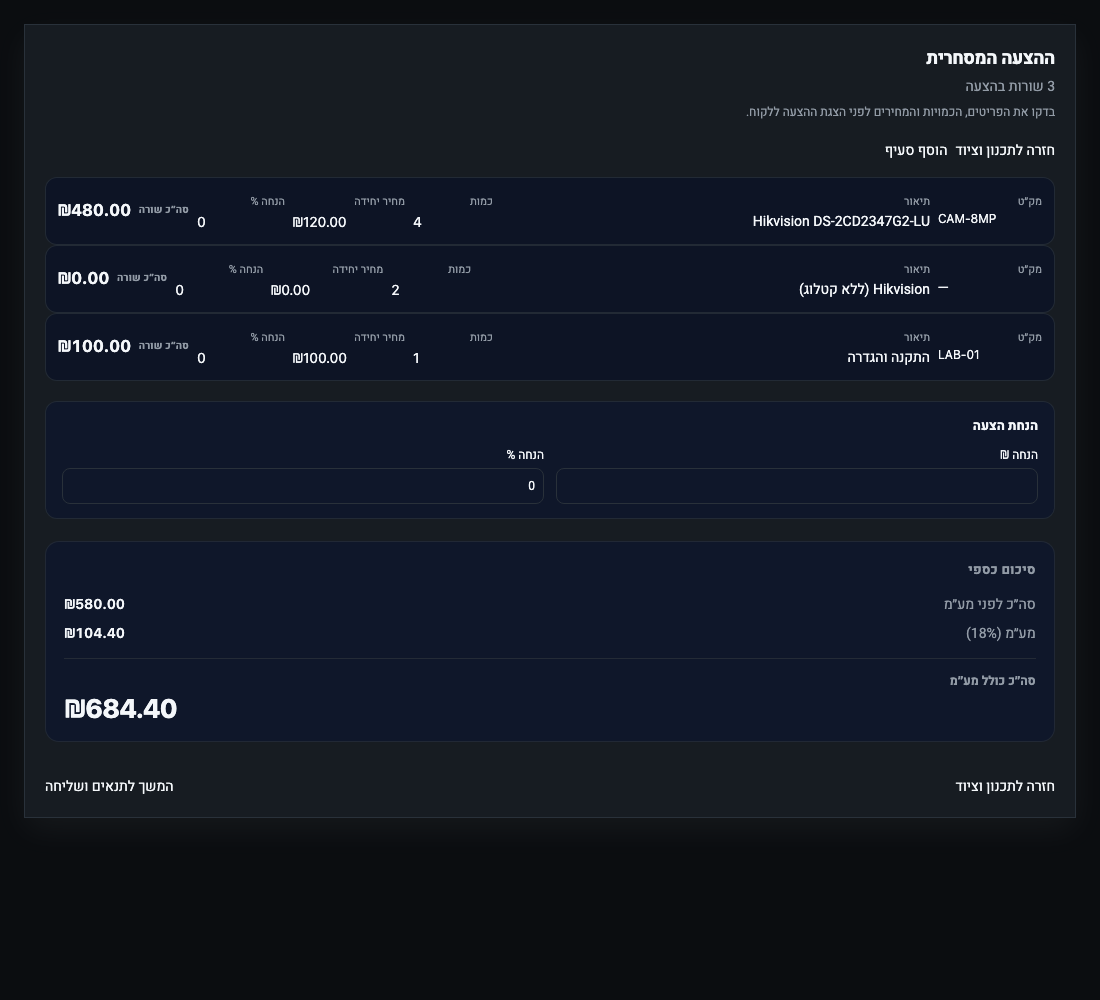 ההצעה המסחרית
3 שורות בהצעה
בדקו את הפריטים, הכמויות והמחירים לפני הצגת ההצעה ללקוח.
חזרה לתכנון וציוד הוסף סעיף
מק״ט תיאור כמות מחיר יחידה הנחה %
CAM-8MP Hikvision DS-2CD2347G2-LU 4 ₪120.00 0 סה״כ שורה ₪480.00
מק״ט תיאור כמות מחיר יחידה הנחה %
— Hikvision (ללא קטלוג) 2 ₪0.00 0 סה״כ שורה ₪0.00
מק״ט תיאור כמות מחיר יחידה הנחה %
LAB-01 התקנה והגדרה 1 ₪100.00 0 סה״כ שורה ₪100.00
הנחת הצעה
הנחה ₪ הנחה %
0
סיכום כספי
סה״כ לפני מע״מ ₪580.00
מע״מ (18%) ₪104.40
סה״כ כולל מע״מ
₪684.40
חזרה לתכנון וציוד המשך לתנאים ושליחה